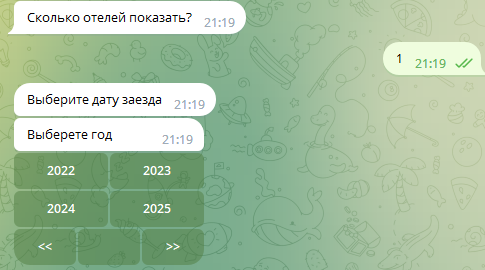 Сколько отелей показать? 21:19
1 21:19
Выберите дату заезда 21:19
Выберете год 21:19
2022 2023
2024 2025
<< >>